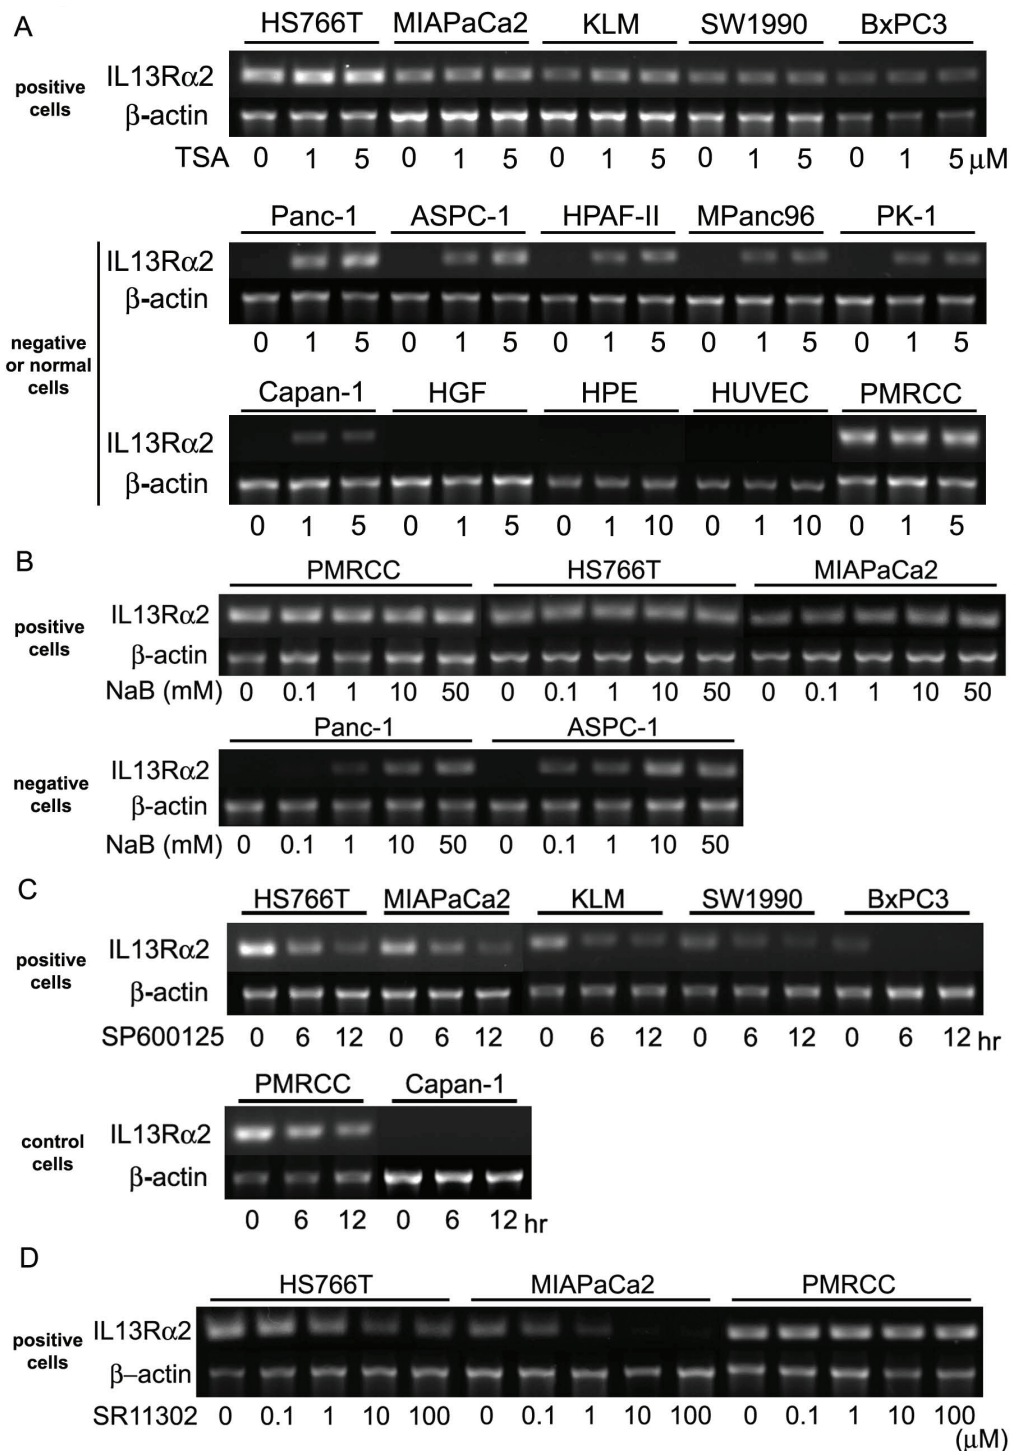 A
HS766T MIAPaCa2 KLM SW1990 BxPC3
positive
cells
IL13Rα2
β-actin
TSA 0 1 5 0 1 5 0 1 5 0 1 5 0 1 5 μM
Panc-1 ASPC-1 HPAF-II MPanc96 PK-1
IL13Rα2
β-actin
0 1 5 0 1 5 0 1 5 0 1 5 0 1 5
negative
or normal
cells
Capan-1 HGF HPE HUVEC PMRCC
IL13Rα2
β-actin
0 1 5 0 1 5 0 1 10 0 1 10 0 1 5
B
PMRCC HS766T MIAPaCa2
positive
cells
IL13Rα2
β-actin
NaB (mM) 0 0.1 1 10 50 0 0.1 1 10 50 0 0.1 1 10 50
Panc-1 ASPC-1
negative
cells
IL13Rα2
β-actin
NaB (mM) 0 0.1 1 10 50 0 0.1 1 10 50
C
HS766T MIAPaCa2 KLM SW1990 BxPC3
positive
cells
IL13Rα2
β-actin
SP600125 0 6 12 0 6 12 0 6 12 0 6 12 0 6 12 hr
PMRCC Capan-1
control
cells
IL13Rα2
β-actin
0 6 12 0 6 12 hr
D
HS766T MIAPaCa2 PMRCC
positive
cells
IL13Rα2
β–actin
SR11302 0 0.1 1 10 100 0 0.1 1 10 100 0 0.1 1 10 100
(μM)